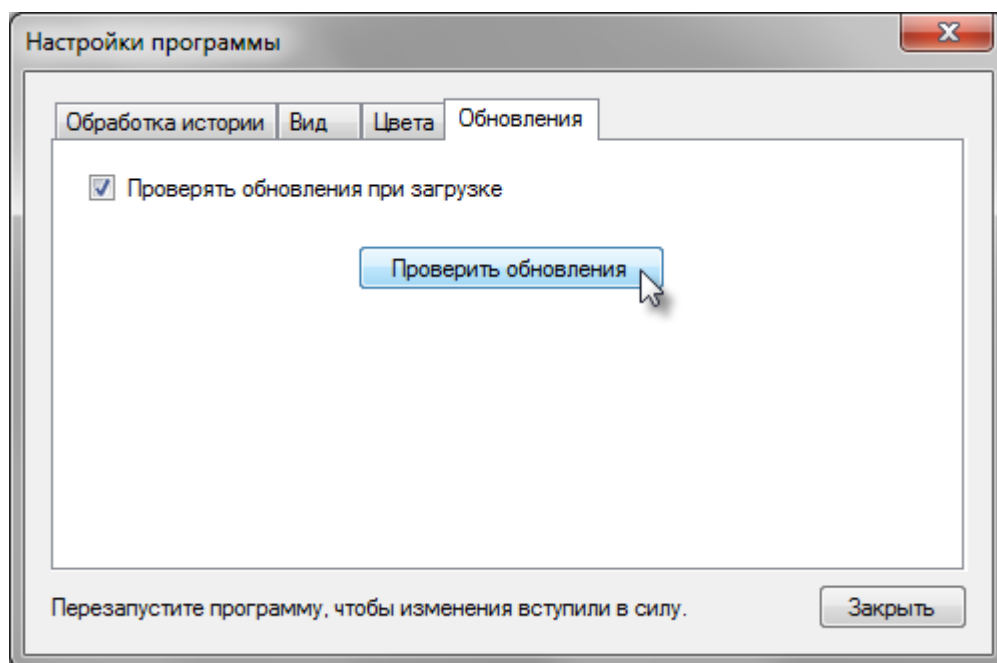 Настройки программы
Обработка истории Вид Цвета Обновления
Проверять обновления при загрузке
Проверить обновления
Перезапустите программу, чтобы изменения вступили в силу. Закрыть